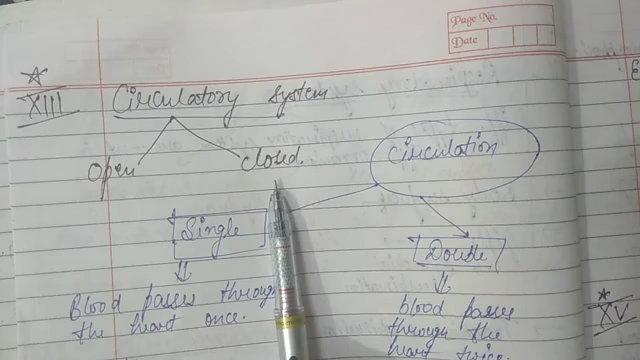 Page No.
Date
XIII Circulatory System
Open
closed.
Circulation
Single
Double
Blood passes through
the heart once.
blood passes
through the
heart twice
XV